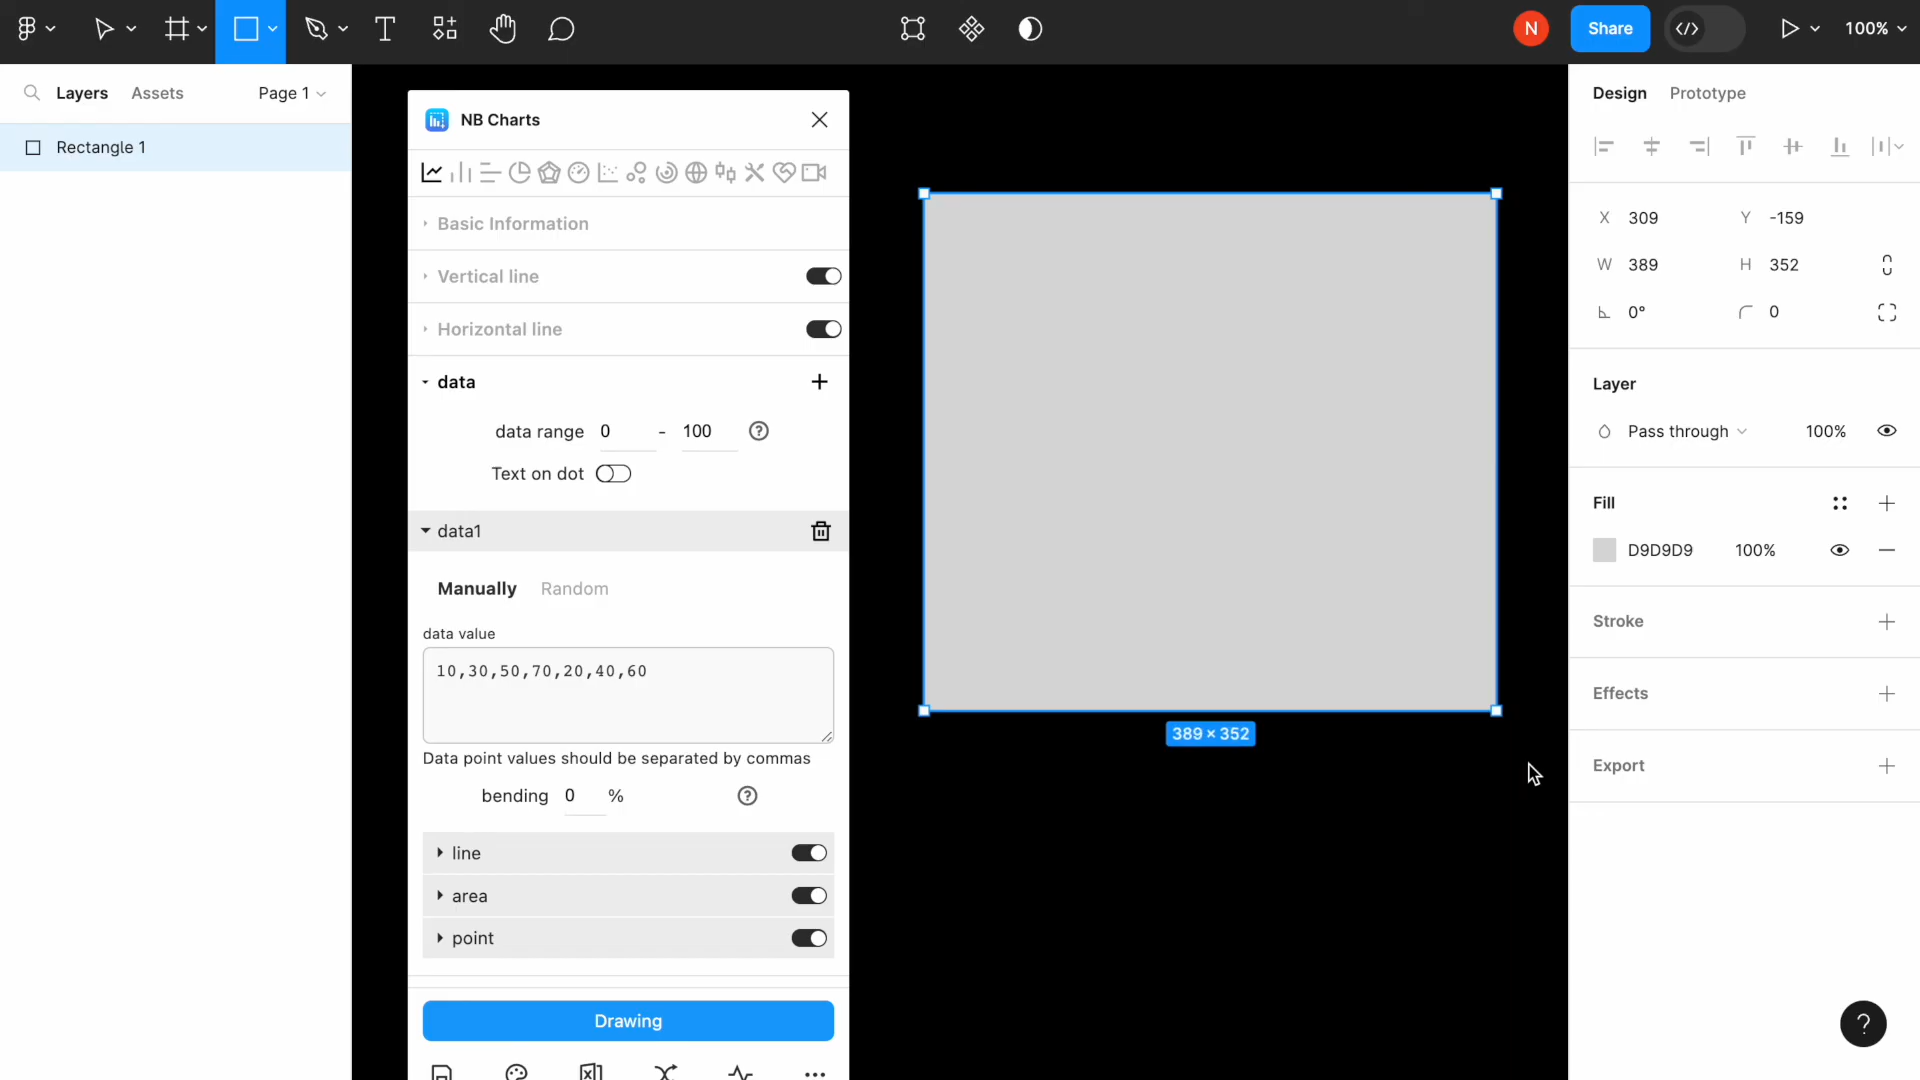 N
Share
100%
Layers
Assets
Page 1
Rectangle 1
NB Charts
Basic Information
Vertical line
Horizontal line
data
data range 0 - 100
Text on dot
data1
Manually
Random
data value
10,30,50,70,20,40,60
Data point values should be separated by commas
bending 0 %
line
area
point
Drawing
389 × 352
Design
Prototype
X 309
Y -159
W 389
H 352
0°
0
Layer
Pass through
100%
Fill
D9D9D9
100%
Stroke
Effects
Export
?